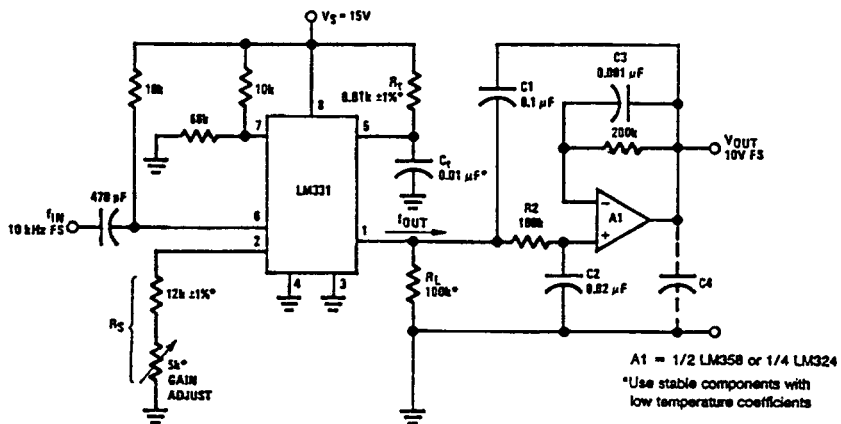 Vs = 15V
10k
10k
Rt
6.81k ±1%*
68k
7
8
5
Ct
0.01 µF*
LM331
470 pF
fIN
10 kHz FS
6
2
1
iOUT
4
3
12k ±1%*
RS
5k*
GAIN
ADJUST
RL
100k*
C1
0.1 µF
C3
0.001 µF
200k
VOUT
10V FS
R2
100k
−
A1
+
C2
0.02 µF
C4
A1 = 1/2 LM358 or 1/4 LM324
*Use stable components with
low temperature coefficients